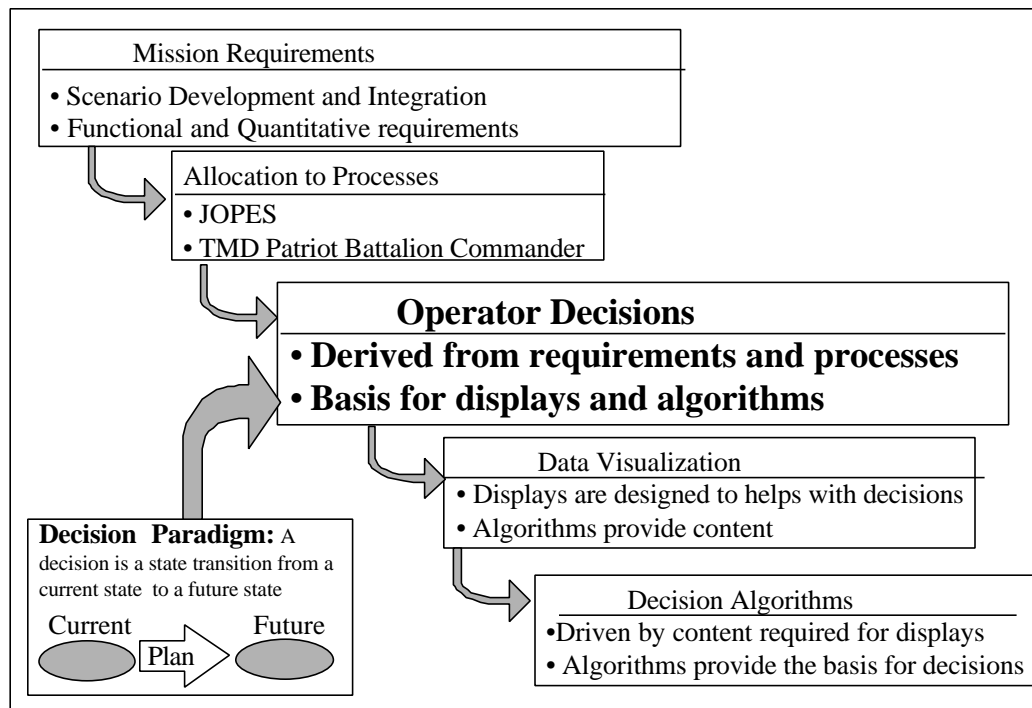 Mission Requirements
• Scenario Development and Integration
• Functional and Quantitative requirements
Allocation to Processes
• JOPES
• TMD Patriot Battalion Commander
Operator Decisions
• Derived from requirements and processes
• Basis for displays and algorithms
Data Visualization
• Displays are designed to helps with decisions
• Algorithms provide content
Decision Paradigm: A
decision is a state transition from a
current state to a future state
Current
Plan
Future
Decision Algorithms
•Driven by content required for displays
• Algorithms provide the basis for decisions